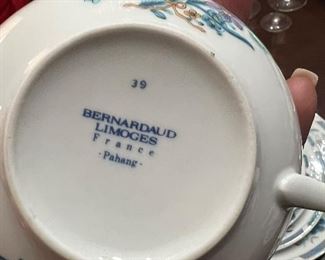 39
BERNARDAUD
LIMOGES
France
-Pahang-